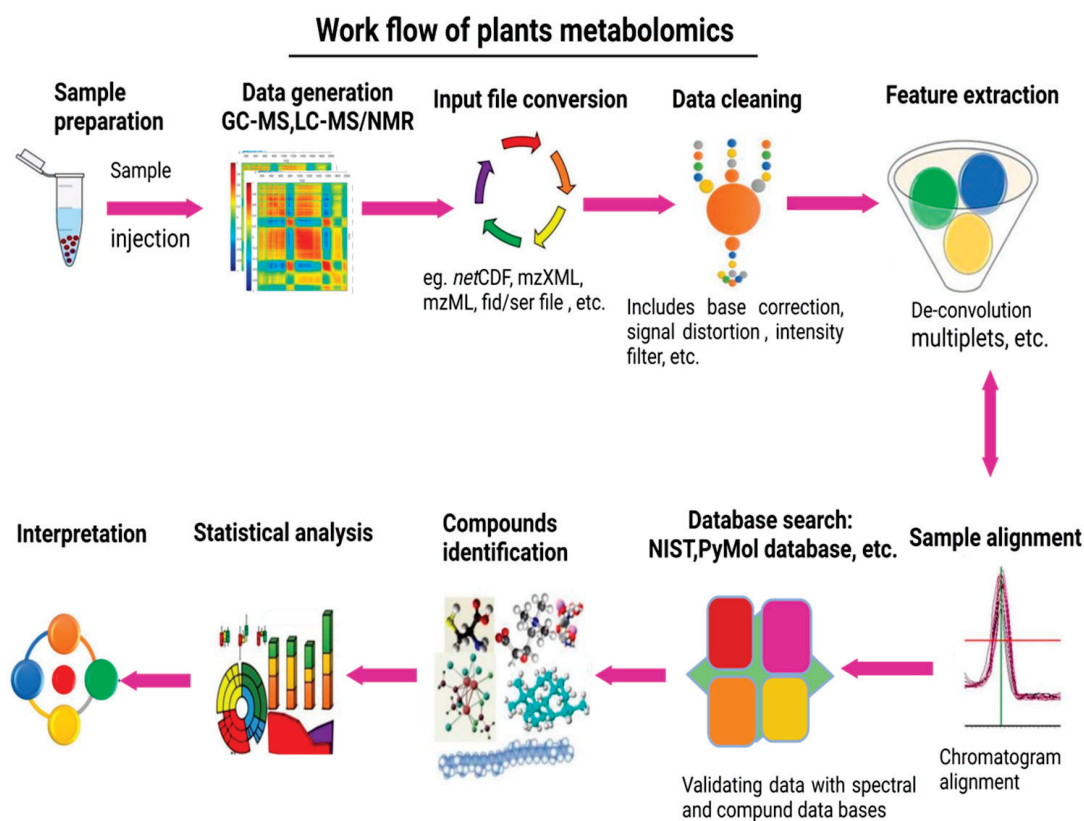 Work flow of plants metabolomics
Sample
preparation
Sample
injection
Data generation
GC-MS,LC-MS/NMR
Input file conversion
eg. netCDF, mzXML,
mzML, fid/ser file , etc.
Data cleaning
Includes base correction,
signal distortion , intensity
filter, etc.
Feature extraction
De-convolution
multiplets, etc.
Interpretation
Statistical analysis
Compounds
identification
Database search:
NIST,PyMol database, etc.
Validating data with spectral
and compund data bases
Sample alignment
Chromatogram
alignment